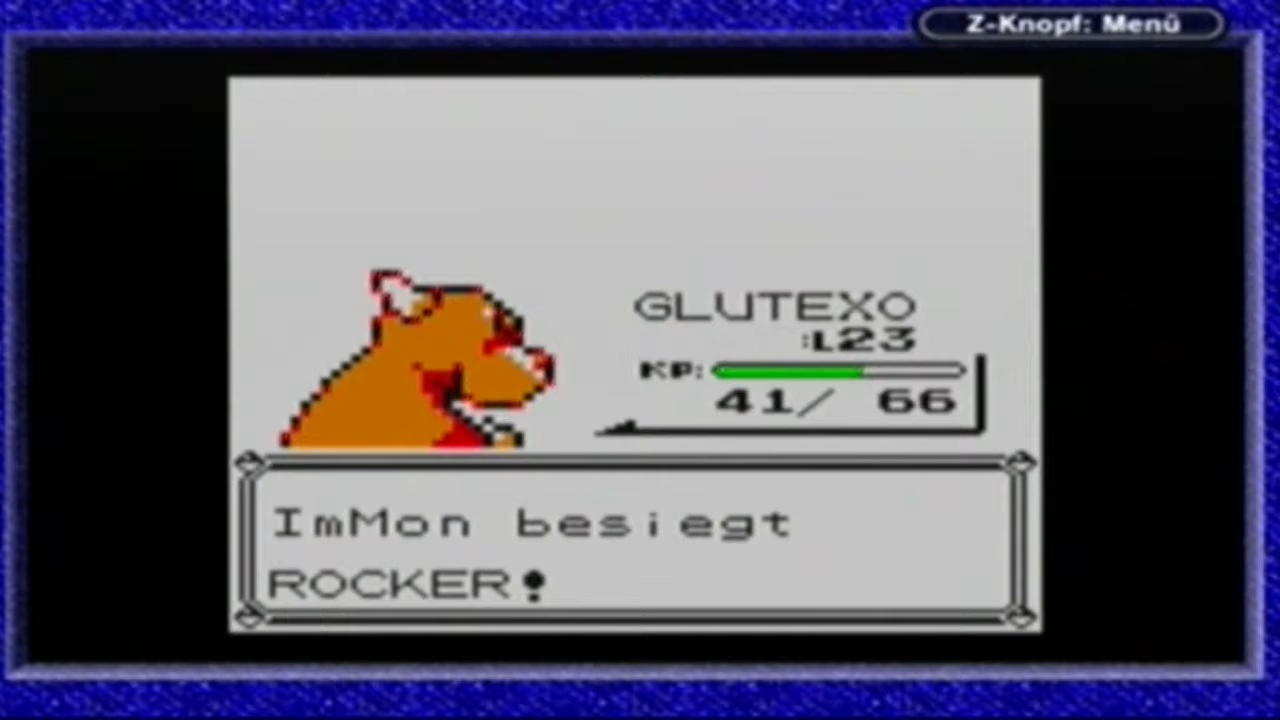 Z-Knopf: Menü
GLUTEXO
:L23
KP:
41/ 66
ImMon besiegt
ROCKER!